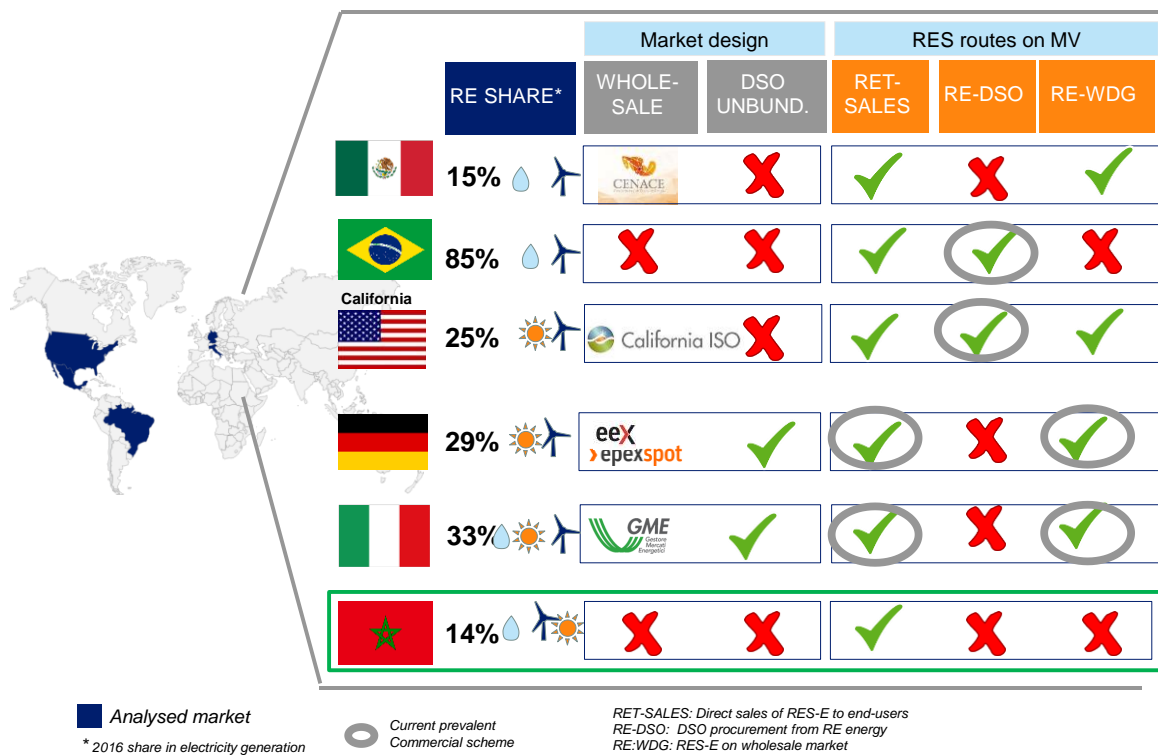 Market design
RES routes on MV
RE SHARE*
WHOLE-
SALE
DSO
UNBUND.
RET-
SALES
RE-DSO
RE-WDG
15%
CENACE
85%
California
25%
California ISO
29%
eex
epexspot
33%
GME
Gestore
Mercati
Energetici
14%
Analysed market
* 2016 share in electricity generation
Current prevalent
Commercial scheme
RET-SALES: Direct sales of RES-E to end-users
RE-DSO: DSO procurement from RE energy
RE:WDG: RES-E on wholesale market